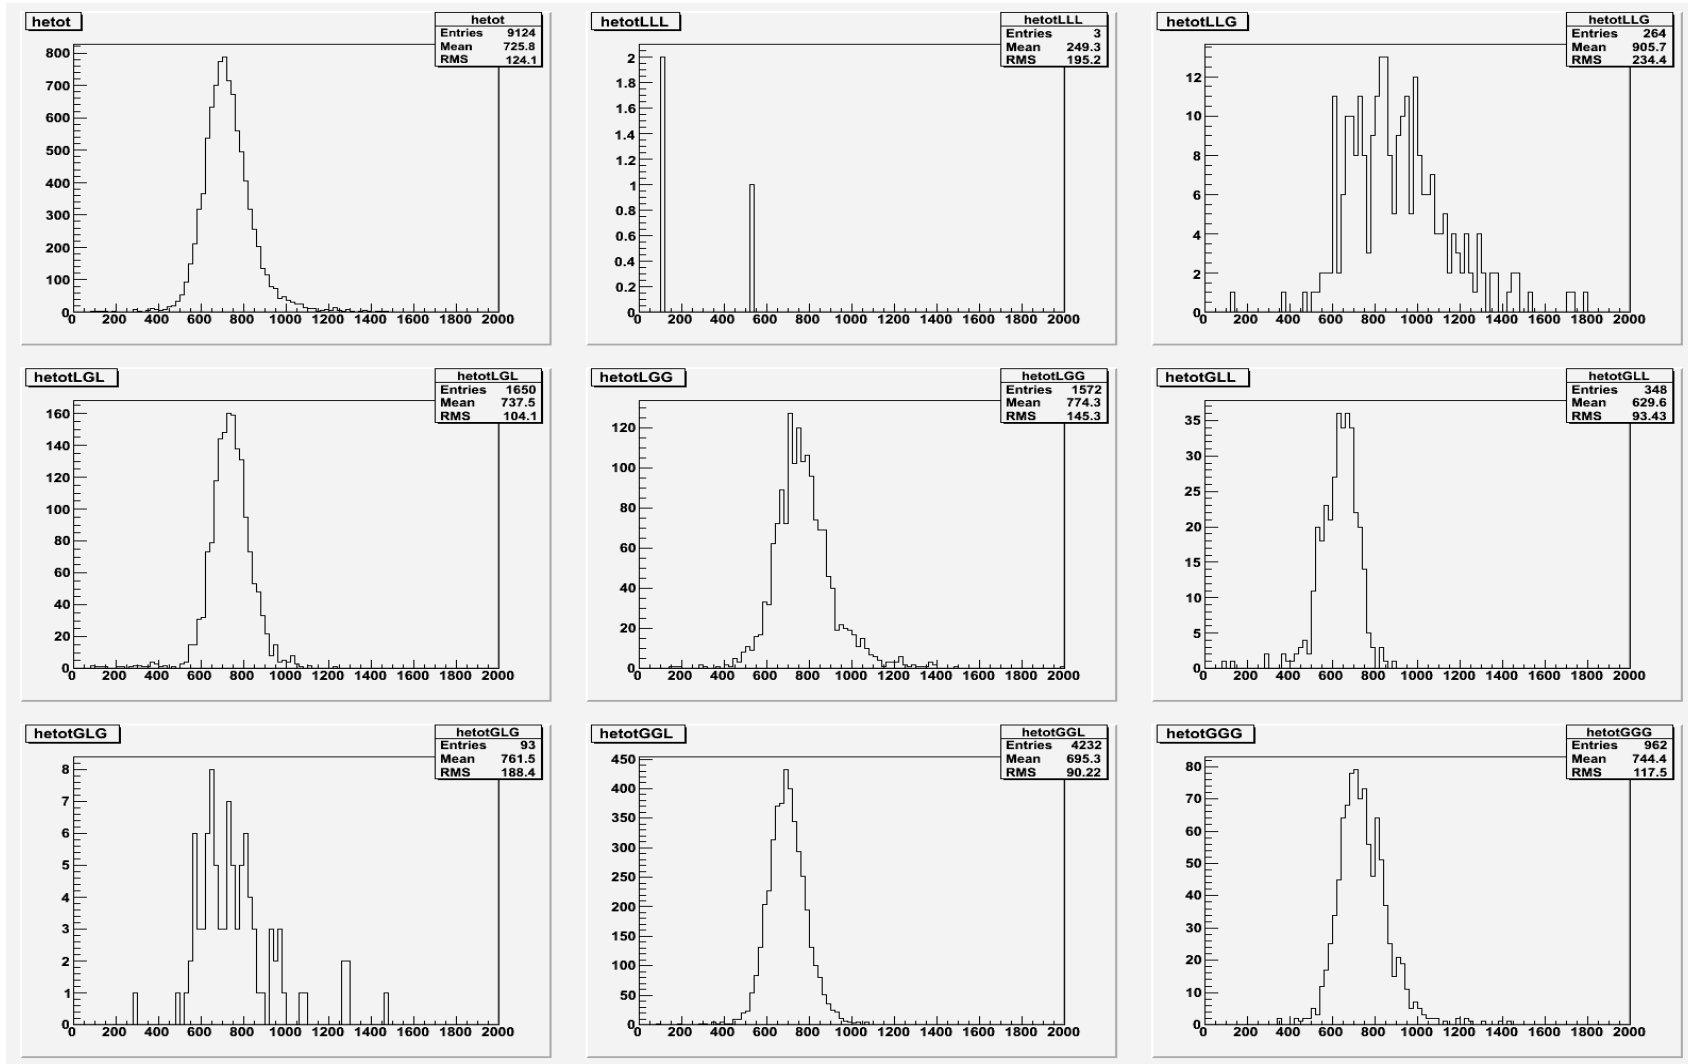 hetot
hetot
Entries 9124
Mean 725.8
RMS 124.1
800
700
600
500
400
300
200
100
0
0 200 400 600 800 1000 1200 1400 1600 1800 2000
hetotLLL
hetotLLL
Entries 3
Mean 249.3
RMS 195.2
2
1.8
1.6
1.4
1.2
1
0.8
0.6
0.4
0.2
0
0 200 400 600 800 1000 1200 1400 1600 1800 2000
hetotLLG
hetotLLG
Entries 264
Mean 905.7
RMS 234.4
12
10
8
6
4
2
0
0 200 400 600 800 1000 1200 1400 1600 1800 2000
hetotLGL
hetotLGL
Entries 1650
Mean 737.5
RMS 104.1
160
140
120
100
80
60
40
20
0
0 200 400 600 800 1000 1200 1400 1600 1800 2000
hetotLGG
hetotLGG
Entries 1572
Mean 774.3
RMS 145.3
120
100
80
60
40
20
0
0 200 400 600 800 1000 1200 1400 1600 1800 2000
hetotGLL
hetotGLL
Entries 348
Mean 629.6
RMS 93.43
35
30
25
20
15
10
5
0
0 200 400 600 800 1000 1200 1400 1600 1800 2000
hetotGLG
hetotGLG
Entries 93
Mean 761.5
RMS 188.4
8
7
6
5
4
3
2
1
0
0 200 400 600 800 1000 1200 1400 1600 1800 2000
hetotGGL
hetotGGL
Entries 4232
Mean 695.3
RMS 90.22
450
400
350
300
250
200
150
100
50
0
0 200 400 600 800 1000 1200 1400 1600 1800 2000
hetotGGG
hetotGGG
Entries 962
Mean 744.4
RMS 117.5
80
70
60
50
40
30
20
10
0
0 200 400 600 800 1000 1200 1400 1600 1800 2000